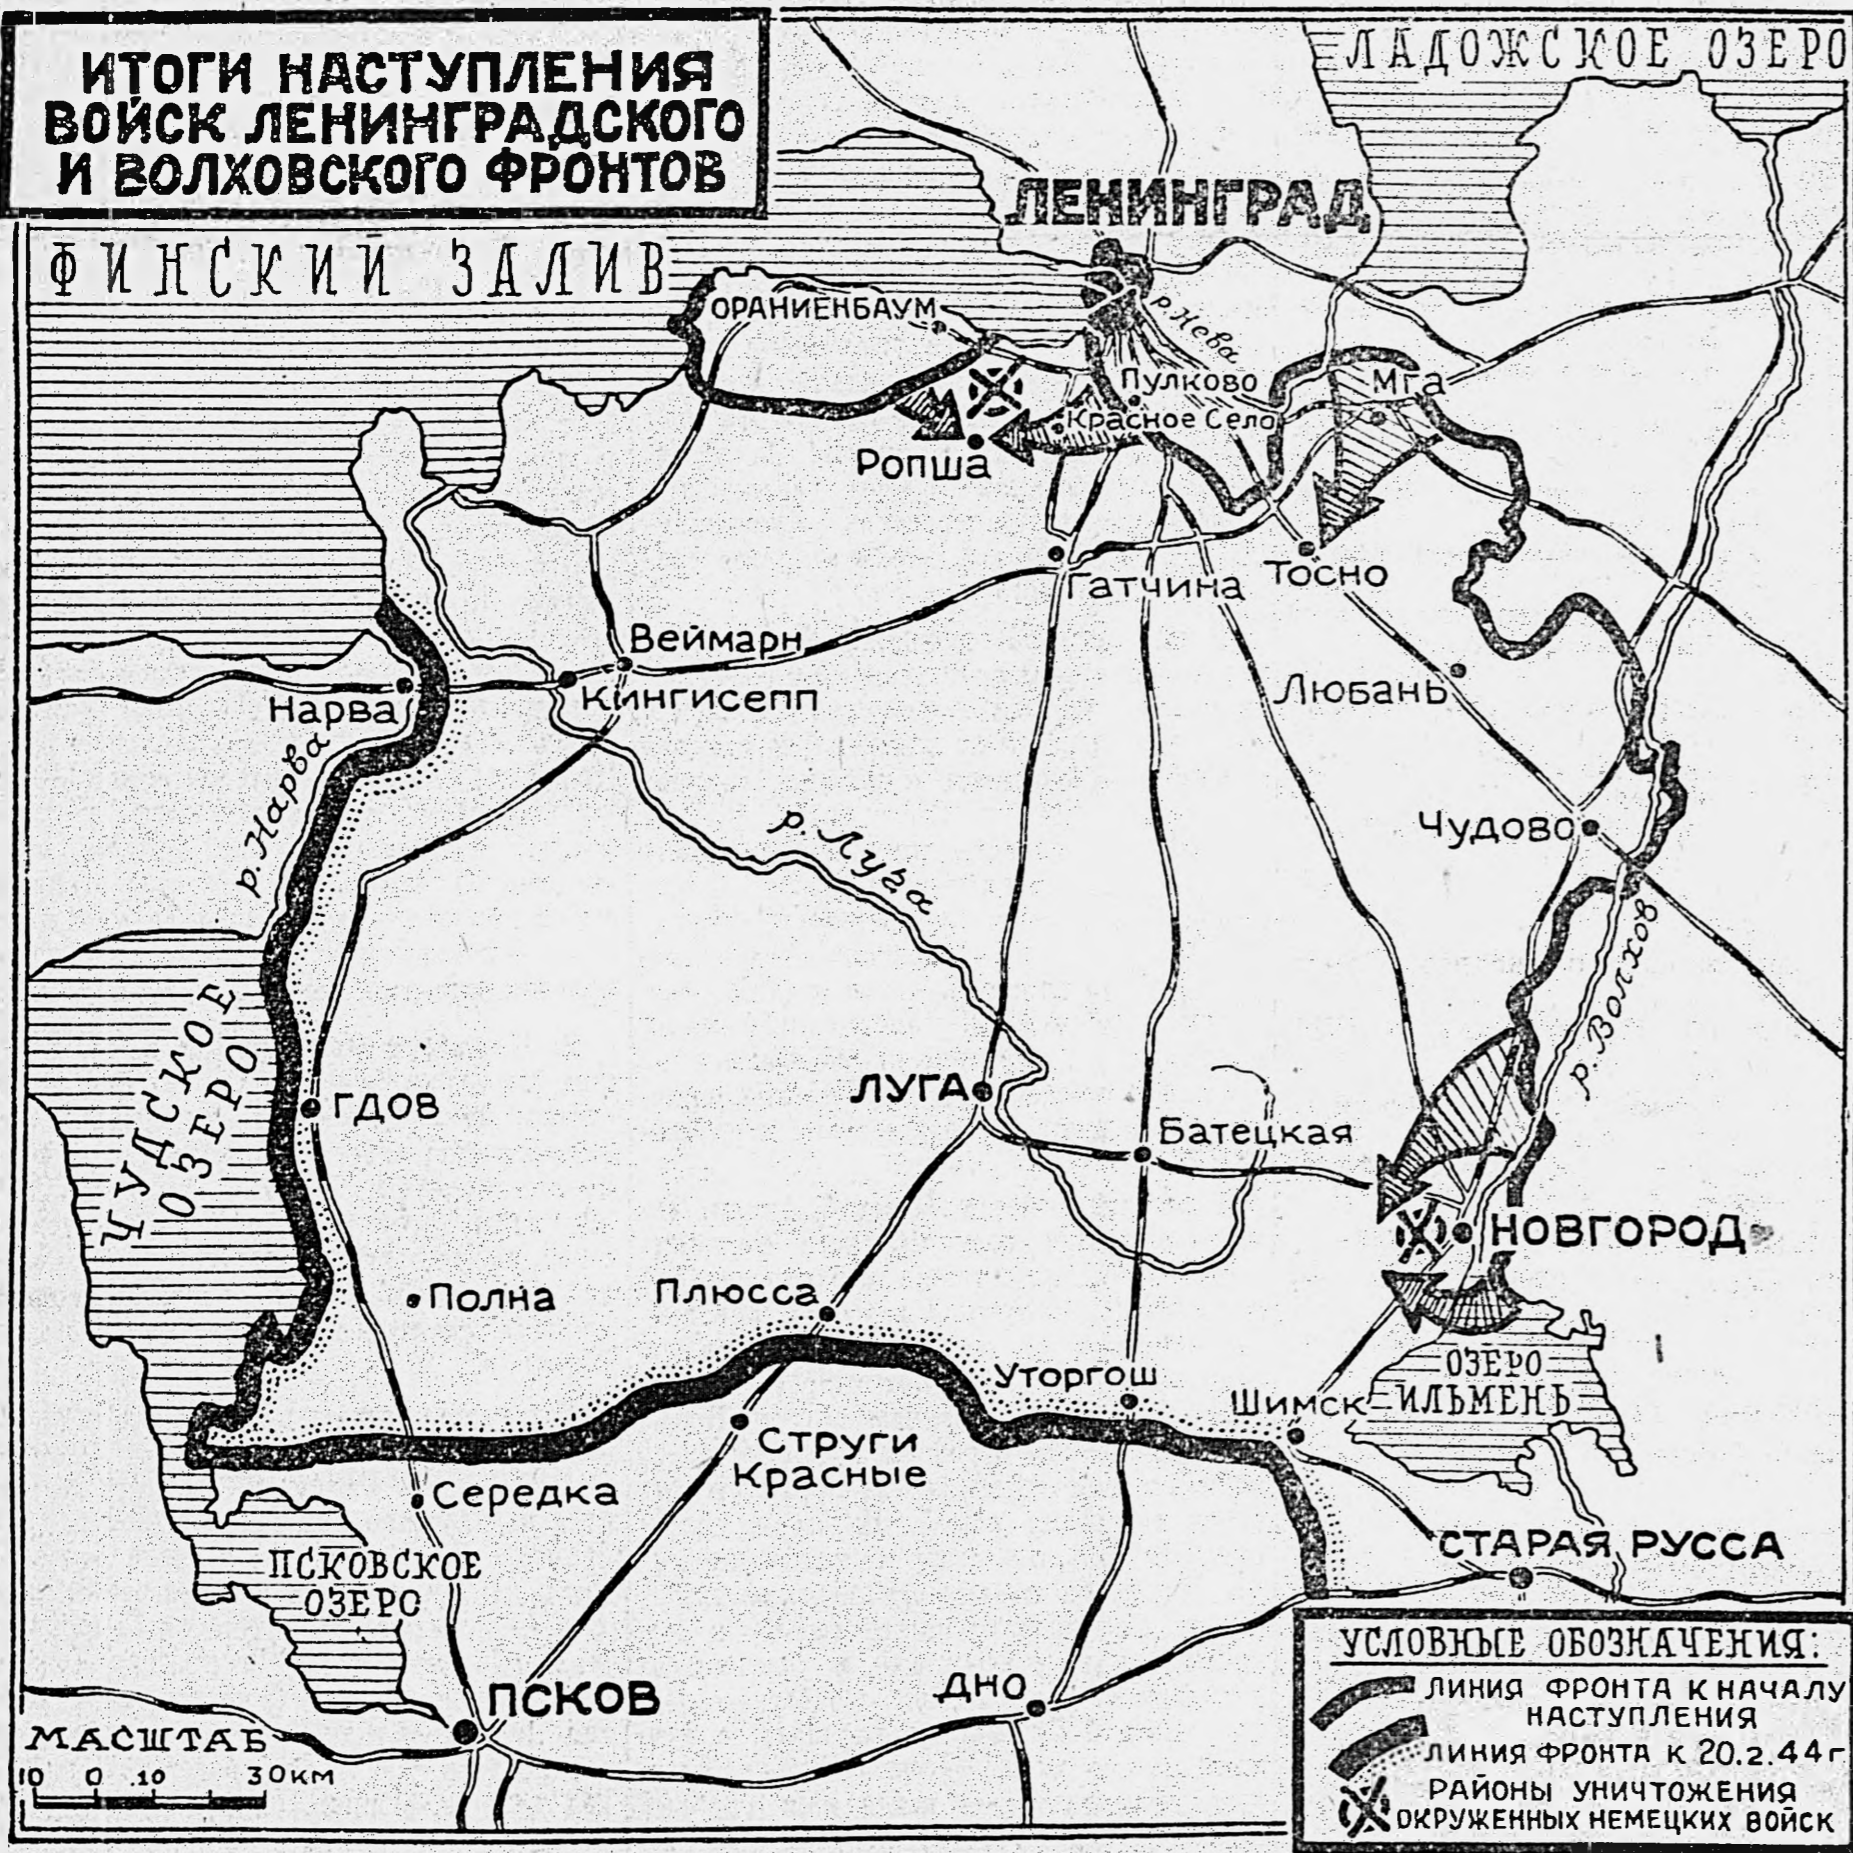 ИТОГИ НАСТУПЛЕНИЯ
ВОЙСК ЛЕНИНГРАДСКОГО
И ВОЛХОВСКОГО ФРОНТОВ
ЛАДОЖСКОЕ ОЗЕРО
ЛЕНИНГРАД
ФИНСКИЙ ЗАЛИВ
ОРАНИЕНБАУМ
р. Нева
Пулково
Мга
Красное Село
Ропша
Гатчина
Тосно
Веймарн
Кингисепп
Нарва
Любань
р. Нарва
р. Луга
Чудово
р. Волхов
ЧУДСКОЕ
ОЗЕРО
ГДОВ
ЛУГА
Батецкая
НОВГОРОД
Полна
Плюсса
Уторгош
Шимск
ОЗЕРО
ИЛЬМЕНЬ
Струги
Красные
Середка
СТАРАЯ РУССА
ПСКОВСКОЕ
ОЗЕРО
ПСКОВ
ДНО
МАСШТАБ
10 0 10 30км
УСЛОВНЫЕ ОБОЗНАЧЕНИЯ:
ЛИНИЯ ФРОНТА К НАЧАЛУ
НАСТУПЛЕНИЯ
ЛИНИЯ ФРОНТА К 20.2.44г
РАЙОНЫ УНИЧТОЖЕНИЯ
ОКРУЖЕННЫХ НЕМЕЦКИХ ВОЙСК